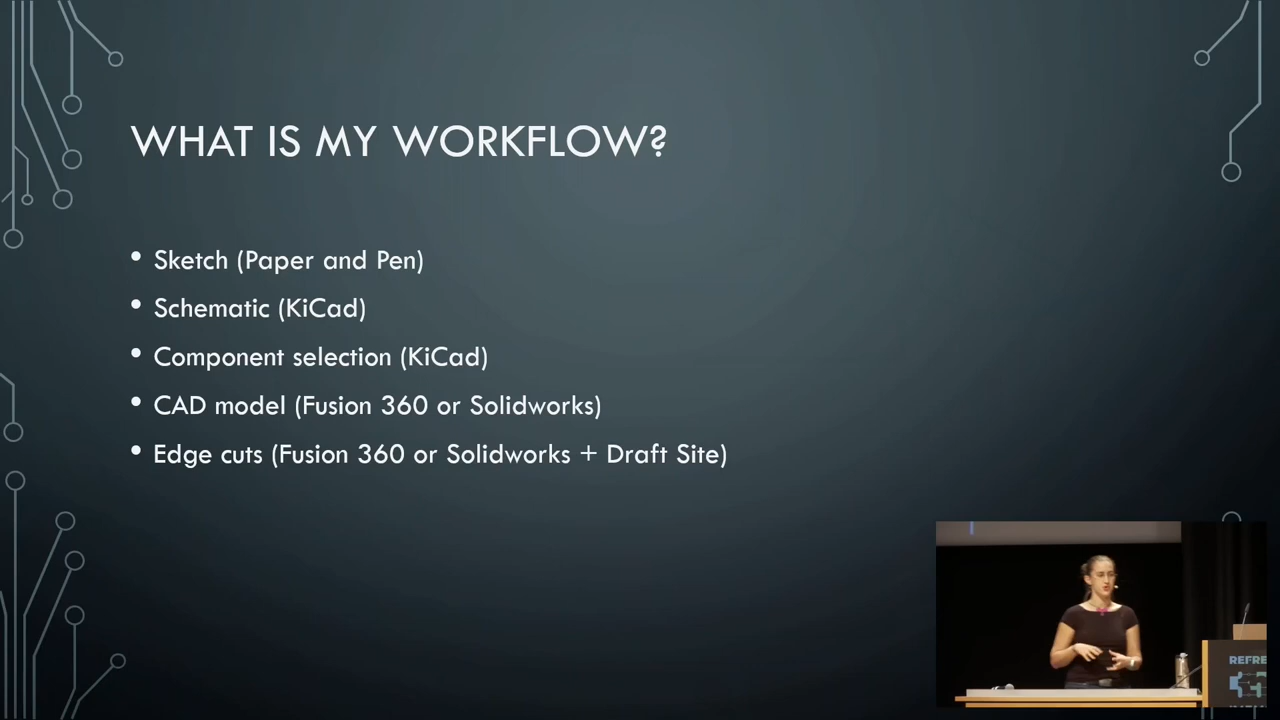 WHAT IS MY WORKFLOW?
• Sketch (Paper and Pen)
• Schematic (KiCad)
• Component selection (KiCad)
• CAD model (Fusion 360 or Solidworks)
• Edge cuts (Fusion 360 or Solidworks + Draft Site)
REFRE